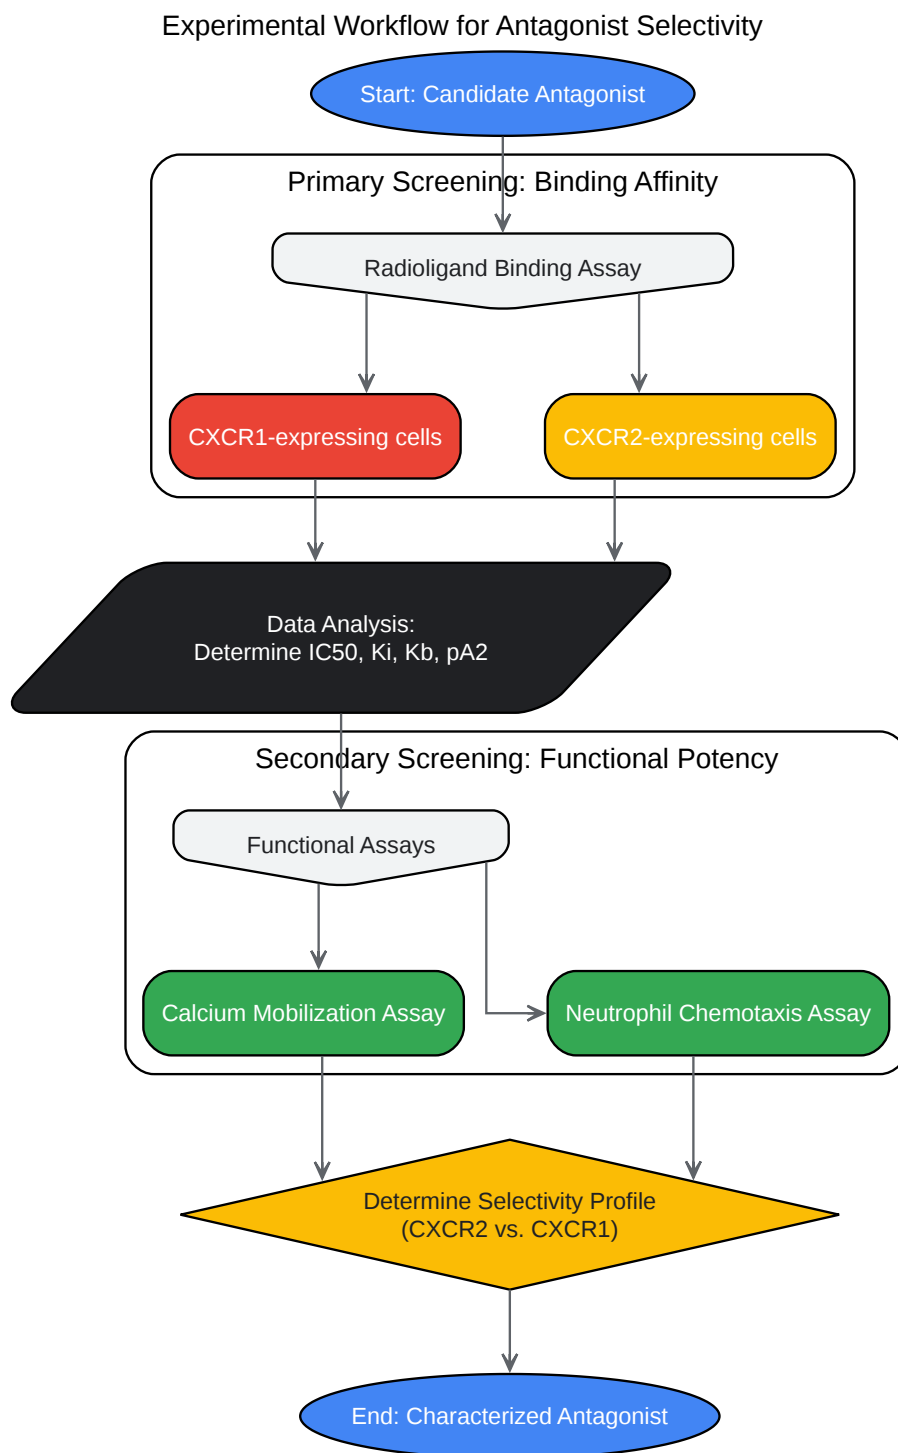 Experimental Workflow for Antagonist Selectivity
Start: Candidate Antagonist
Primary Screening: Binding Affinity
Radioligand Binding Assay
CXCR1-expressing cells
CXCR2-expressing cells
Data Analysis:
Determine IC50, Ki, Kb, pA2
Secondary Screening: Functional Potency
Functional Assays
Calcium Mobilization Assay
Neutrophil Chemotaxis Assay
Determine Selectivity Profile
(CXCR2 vs. CXCR1)
End: Characterized Antagonist